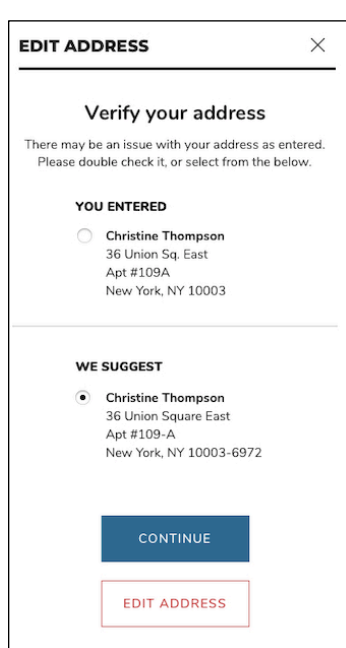 EDIT ADDRESS
Verify your address
There may be an issue with your address as entered.
Please double check it, or select from the below.
YOU ENTERED
Christine Thompson
36 Union Sq. East
Apt #109A
New York, NY 10003
WE SUGGEST
Christine Thompson
36 Union Square East
Apt #109-A
New York, NY 10003-6972
CONTINUE
EDIT ADDRESS